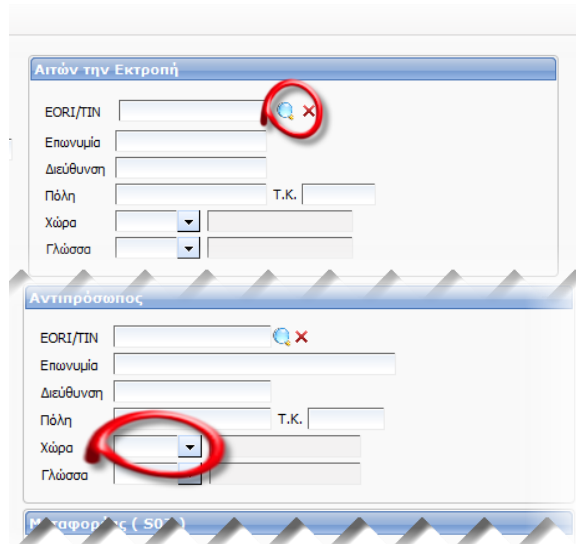 Αιτών την Εκτροπή
EORI/TIN
Επωνυμία
Διεύθυνση
Πόλη Τ.Κ.
Χώρα
Γλώσσα
Αντιπρόσωπος
EORI/TIN
Επωνυμία
Διεύθυνση
Πόλη Τ.Κ.
Χώρα
Γλώσσα